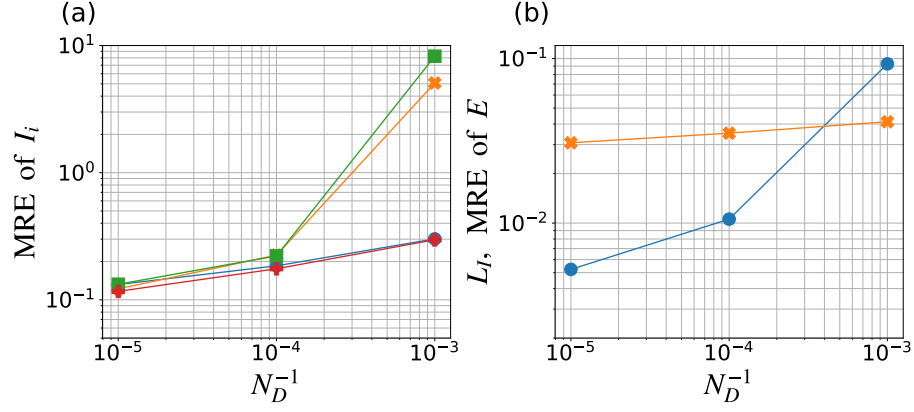 (a)
(b)
MRE of $I_i$
$10^1$
$10^0$
$10^{-1}$
$10^{-5}$
$10^{-4}$
$10^{-3}$
$N_D^{-1}$
$L_I$, MRE of $E$
$10^{-1}$
$10^{-2}$
$10^{-5}$
$10^{-4}$
$10^{-3}$
$N_D^{-1}$